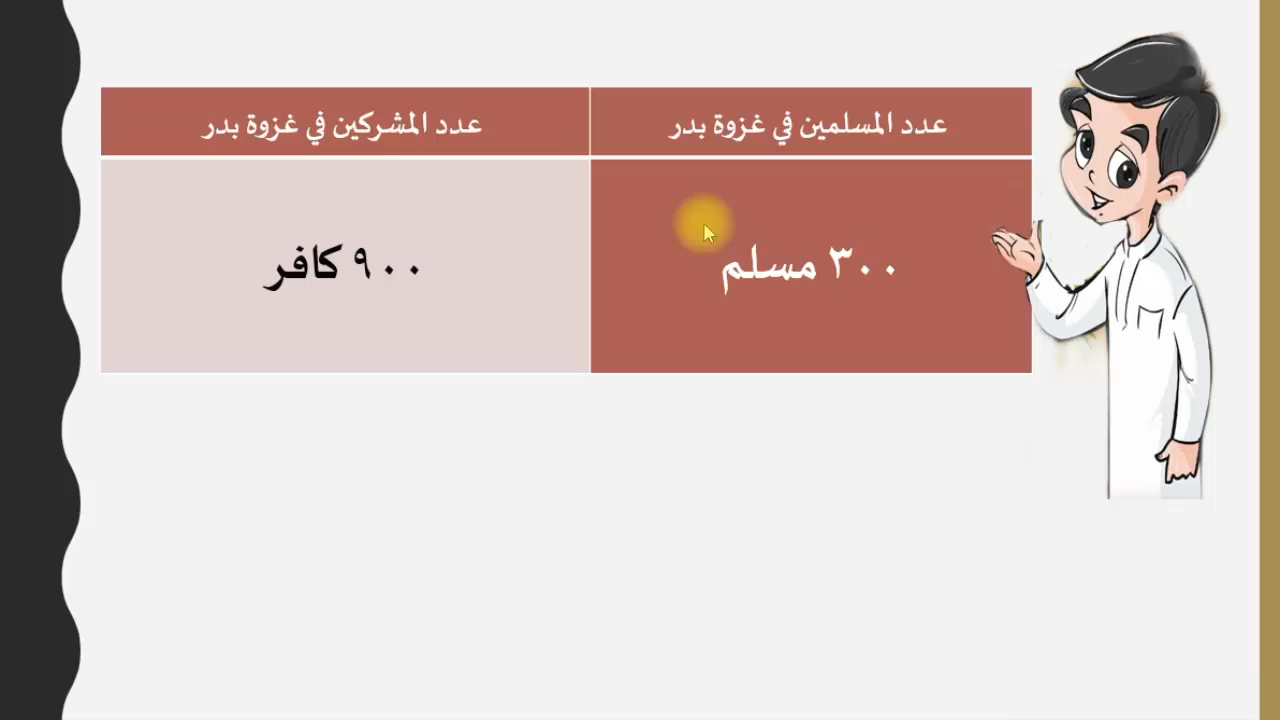 عدد المسلمين في غزوة بدر
عدد المشركين في غزوة بدر
٣٠٠ مسلم
٩٠٠ كافر